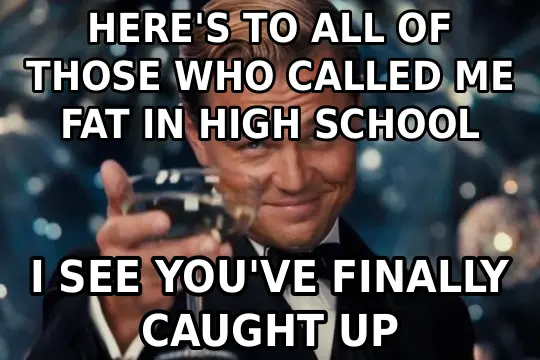 HERE'S TO ALL OF
THOSE WHO CALLED ME
FAT IN HIGH SCHOOL
I SEE YOU'VE FINALLY
CAUGHT UP